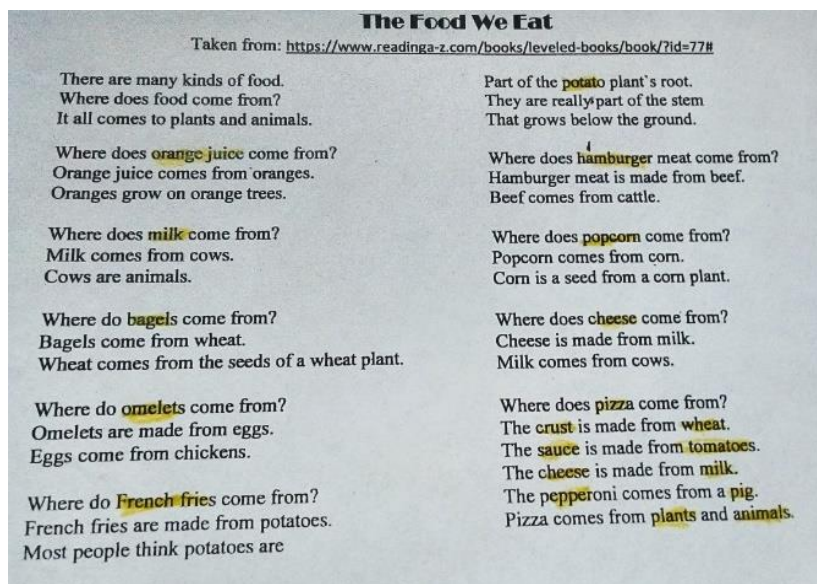 The Food We Eat
Taken from: https://www.readinga-z.com/books/leveled-books/book/?id=77#
There are many kinds of food.
Where does food come from?
It all comes to plants and animals.
Where does orange juice come from?
Orange juice comes from oranges.
Oranges grow on orange trees.
Where does milk come from?
Milk comes from cows.
Cows are animals.
Where do bagels come from?
Bagels come from wheat.
Wheat comes from the seeds of a wheat plant.
Where do omelets come from?
Omelets are made from eggs.
Eggs come from chickens.
Where do French fries come from?
French fries are made from potatoes.
Most people think potatoes are
Part of the potato plant's root.
They are really part of the stem
That grows below the ground.
Where does hamburger meat come from?
Hamburger meat is made from beef.
Beef comes from cattle.
Where does popcorn come from?
Popcorn comes from corn.
Corn is a seed from a corn plant.
Where does cheese come from?
Cheese is made from milk.
Milk comes from cows.
Where does pizza come from?
The crust is made from wheat.
The sauce is made from tomatoes.
The cheese is made from milk.
The pepperoni comes from a pig.
Pizza comes from plants and animals.